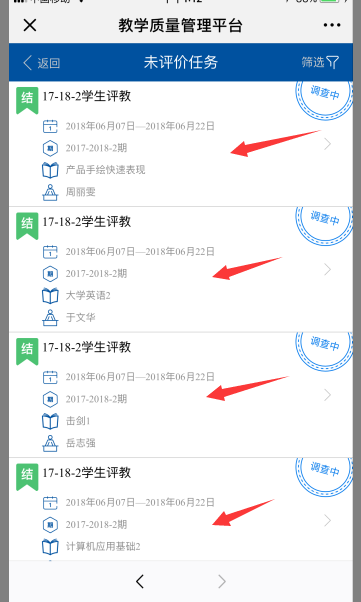 教学质量管理平台
返回
未评价任务
筛选
结
17-18-2学生评教
调查中
2018年06月07日—2018年06月22日
期
2017-2018-2期
产品手绘快速表现
周丽雯
结
17-18-2学生评教
调查中
2018年06月07日—2018年06月22日
期
2017-2018-2期
大学英语2
于文华
结
17-18-2学生评教
调查中
2018年06月07日—2018年06月22日
期
2017-2018-2期
击剑1
岳志强
结
17-18-2学生评教
调查中
2018年06月07日—2018年06月22日
期
2017-2018-2期
计算机应用基础2